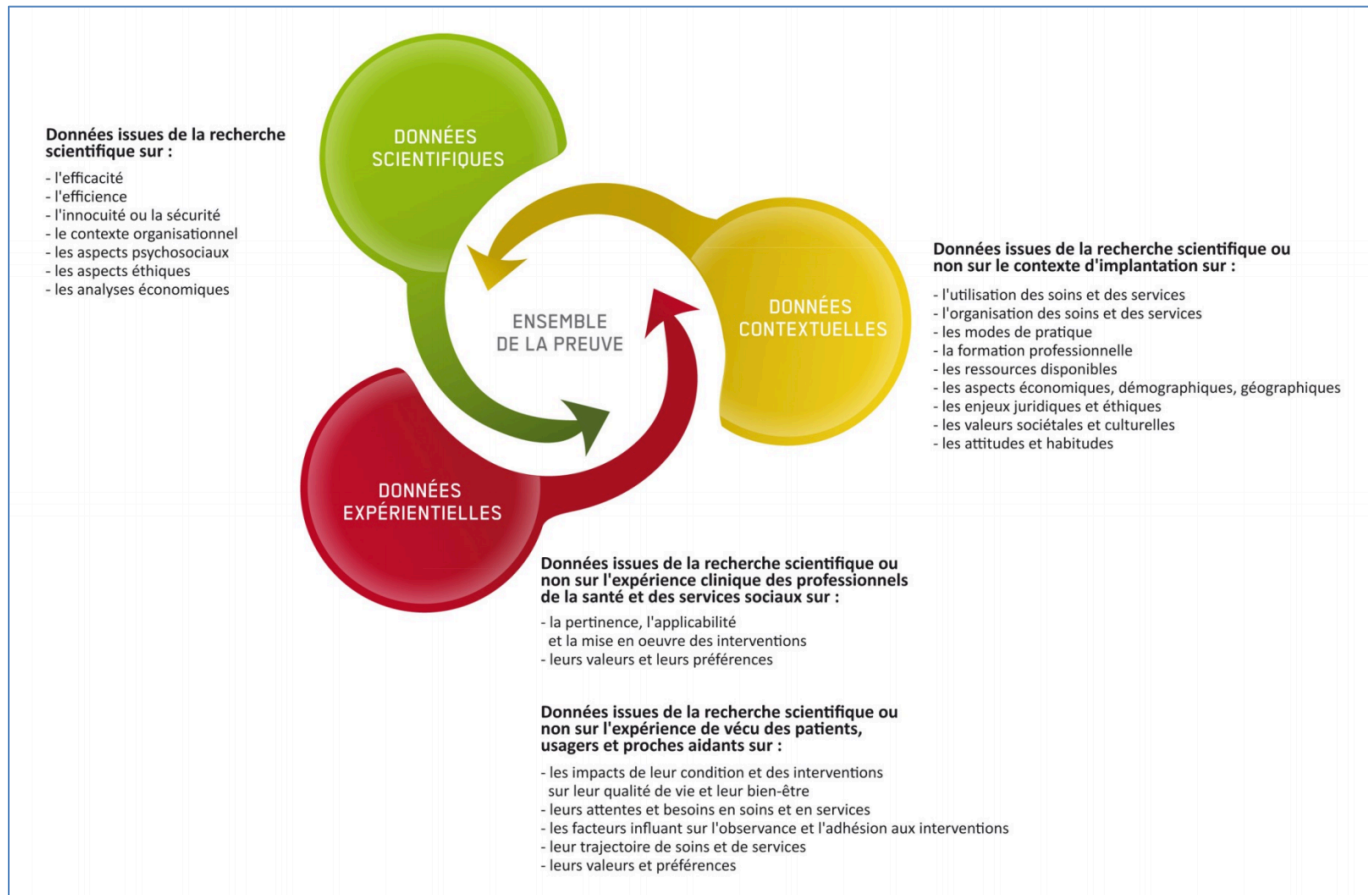 DONNÉES
SCIENTIFIQUES
Données issues de la recherche
scientifique sur :
- l'efficacité
- l'efficience
- l'innocuité ou la sécurité
- le contexte organisationnel
- les aspects psychosociaux
- les aspects éthiques
- les analyses économiques
ENSEMBLE
DE LA PREUVE
DONNÉES
CONTEXTUELLES
Données issues de la recherche scientifique ou
non sur le contexte d'implantation sur :
- l'utilisation des soins et des services
- l'organisation des soins et des services
- les modes de pratique
- la formation professionnelle
- les ressources disponibles
- les aspects économiques, démographiques, géographiques
- les enjeux juridiques et éthiques
- les valeurs sociétales et culturelles
- les attitudes et habitudes
DONNÉES
EXPÉRIENTIELLES
Données issues de la recherche scientifique ou
non sur l'expérience clinique des professionnels
de la santé et des services sociaux sur :
- la pertinence, l'applicabilité
et la mise en oeuvre des interventions
- leurs valeurs et leurs préférences
Données issues de la recherche scientifique ou
non sur l'expérience de vécu des patients,
usagers et proches aidants sur :
- les impacts de leur condition et des interventions
sur leur qualité de vie et leur bien-être
- leurs attentes et besoins en soins et en services
- les facteurs influant sur l'observance et l'adhésion aux interventions
- leur trajectoire de soins et de services
- leurs valeurs et préférences